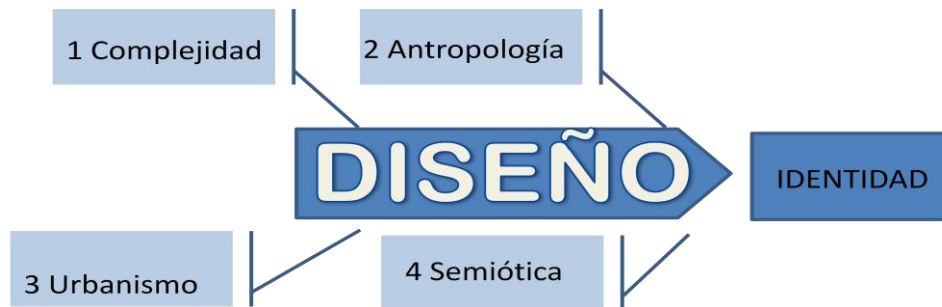 1 Complejidad
2 Antropología
DISEÑO
IDENTIDAD
3 Urbanismo
4 Semiótica